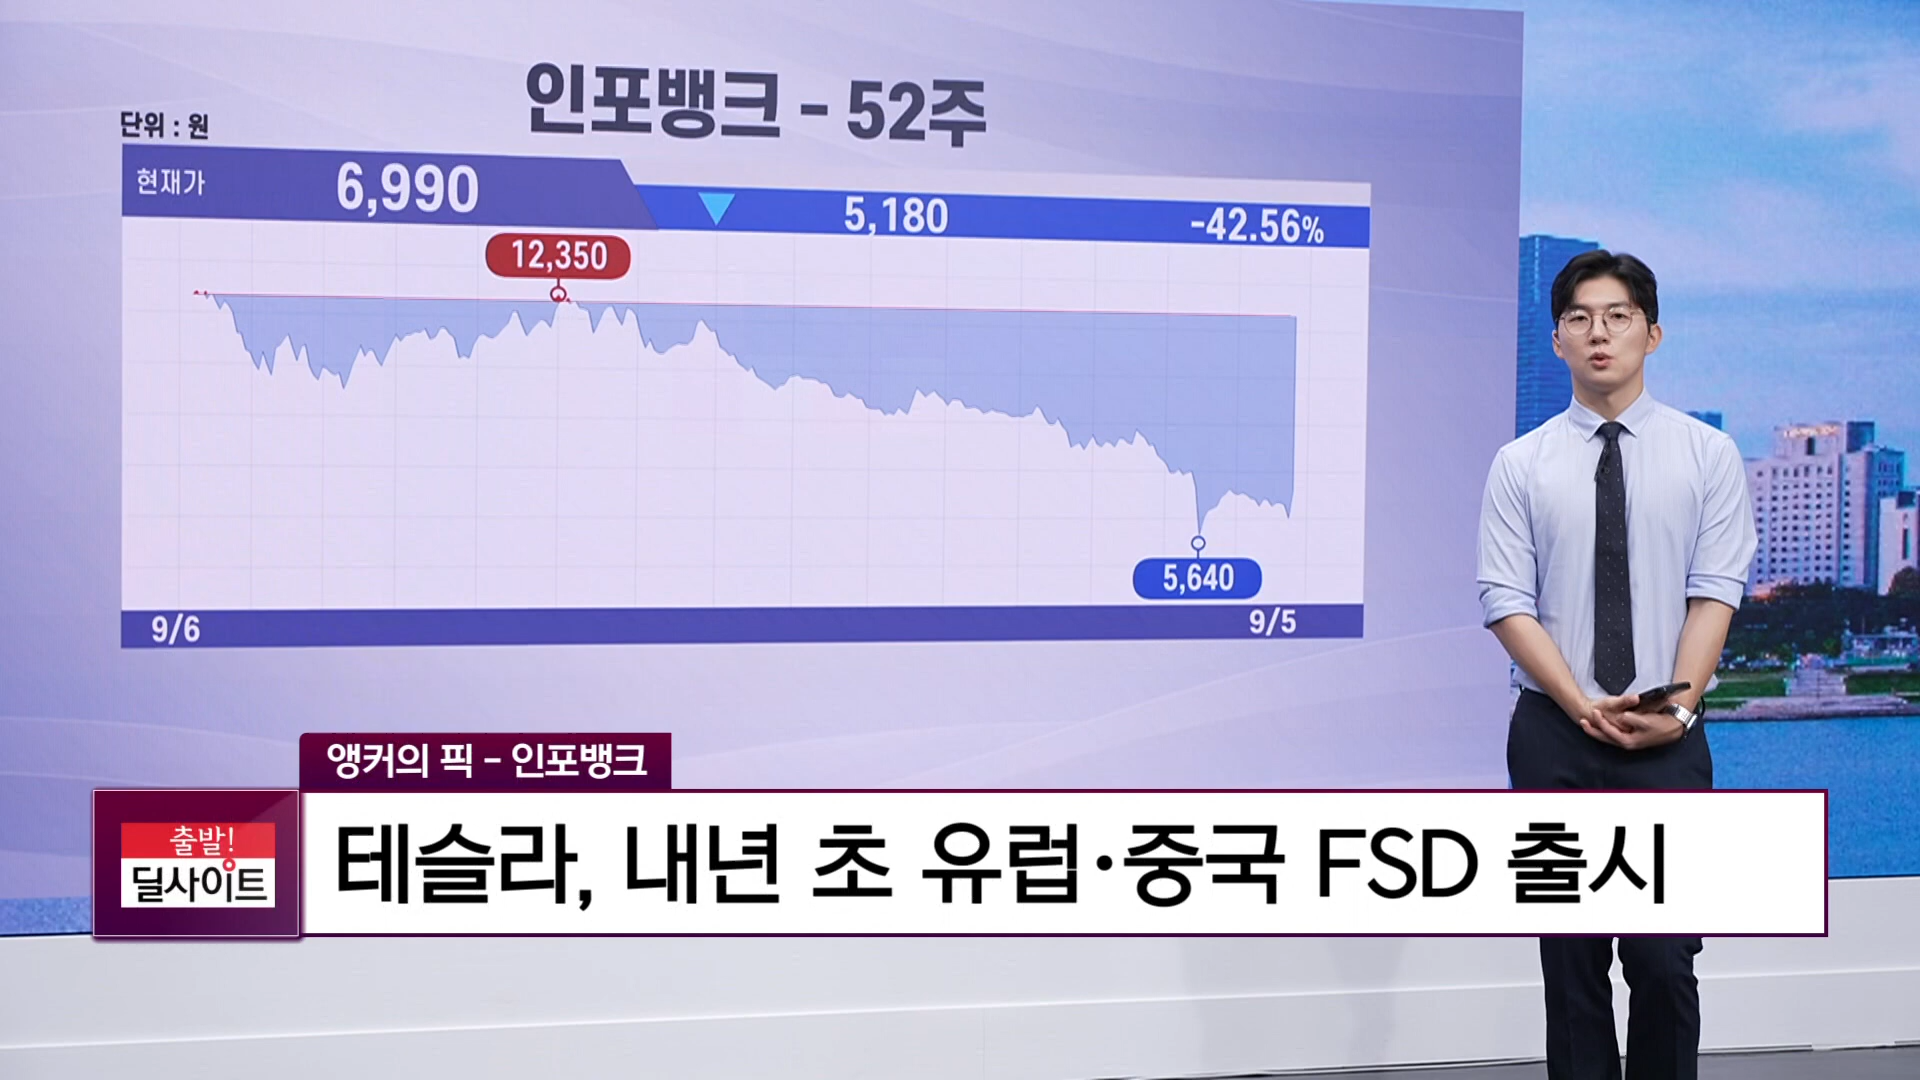 인포뱅크 - 52주
단위 : 원
현재가 6,990 ▼ 5,180 -42.56%
12,350
5,640
9/6 9/5
앵커의 픽 - 인포뱅크
출발!
딜사이트
테슬라, 내년 초 유럽·중국 FSD 출시